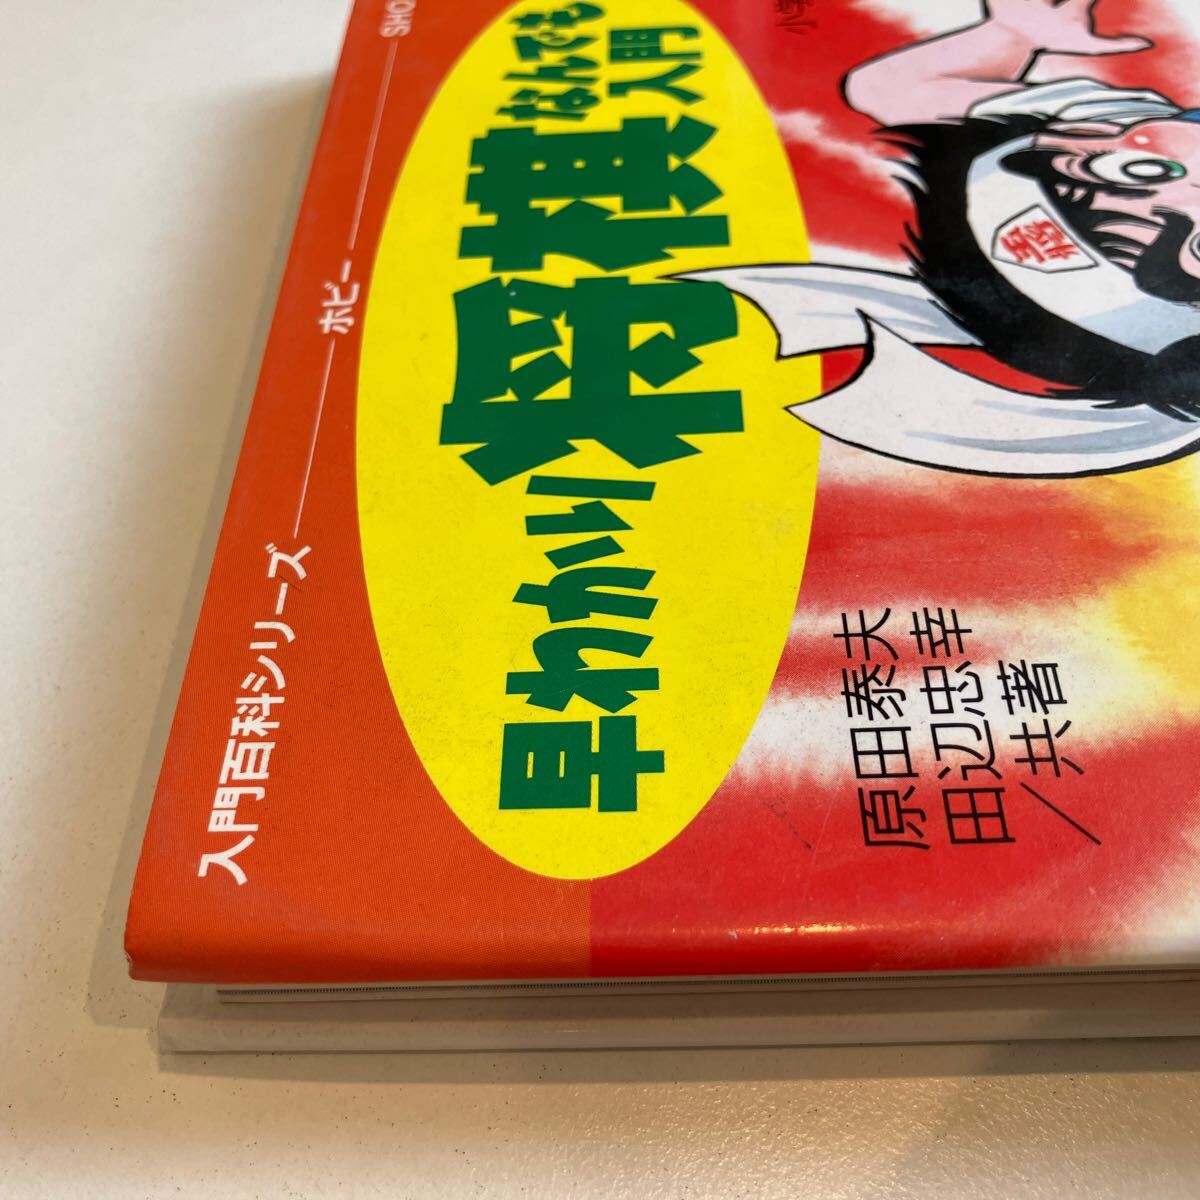 入門百科シリーズ
ホビー
SHO
早わかり
将棋
なんでも
入門
原田泰夫
田辺忠幸
／共著